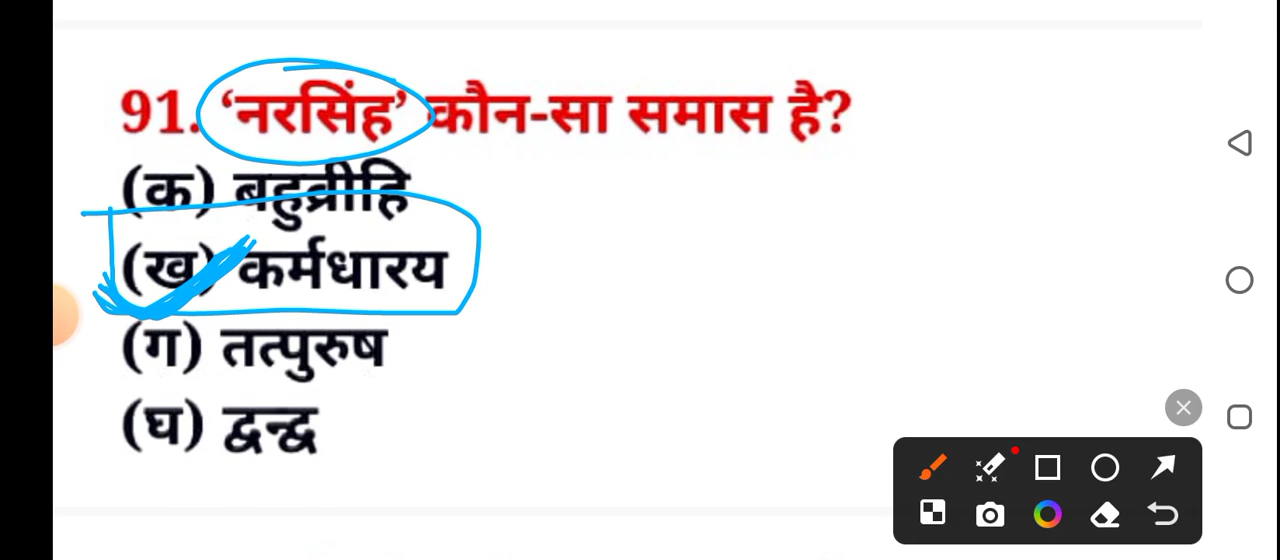 91. ‘नरसिंह’ कौन-सा समास है?
(क) बहुव्रीहि
(ख) कर्मधारय
(ग) तत्पुरुष
(घ) द्वन्द्व